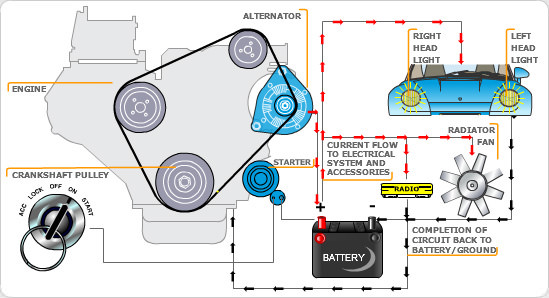 ALTERNATOR
RIGHT
HEAD
LIGHT
LEFT
HEAD
LIGHT
ENGINE
RADIATOR
FAN
CURRENT FLOW
TO ELECTRICAL
SYSTEM AND
ACCESSORIES
STARTER
CRANKSHAFT PULLEY
RADIO
ACC LOCK OFF ON START
+ -
BATTERY
COMPLETION OF
CIRCUIT BACK TO
BATTERY/GROUND